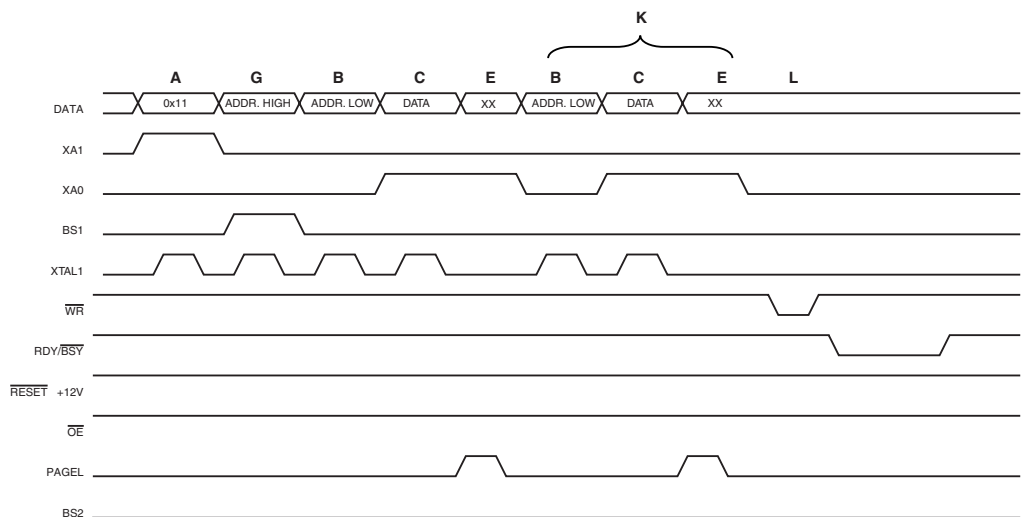 K
A G B C E B C E L
DATA 0x11 ADDR. HIGH ADDR. LOW DATA XX ADDR. LOW DATA XX
XA1
XA0
BS1
XTAL1
WR
RDY/BSY
RESET +12V
OE
PAGEL
BS2